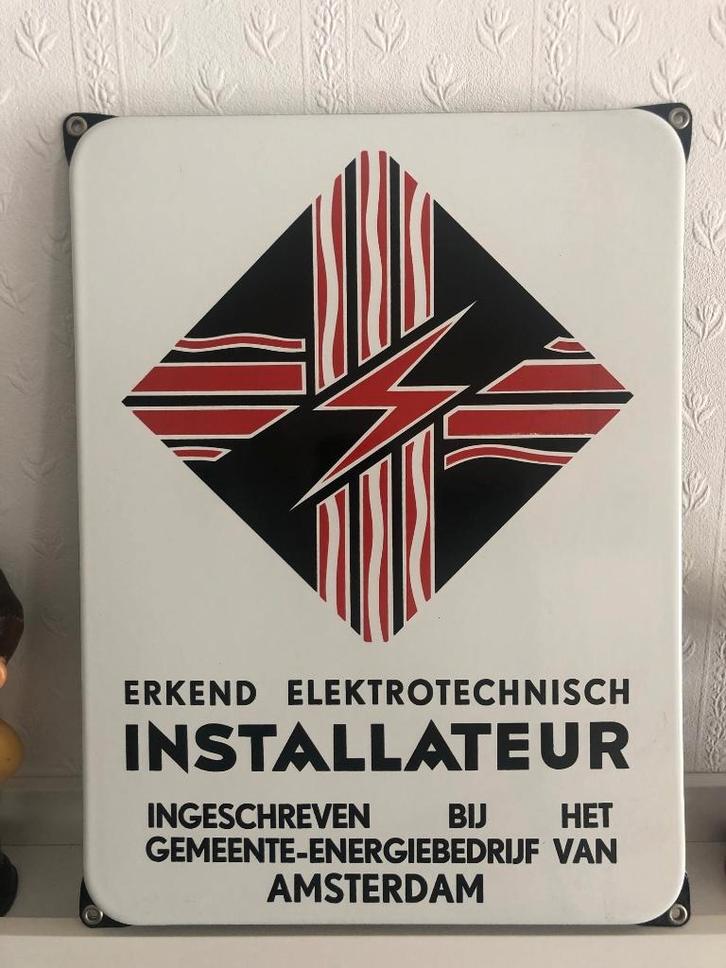 ERKEND ELEKTROTECHNISCH
INSTALLATEUR
INGESCHREVEN BIJ HET
GEMEENTE-ENERGIEBEDRIJF VAN
AMSTERDAM